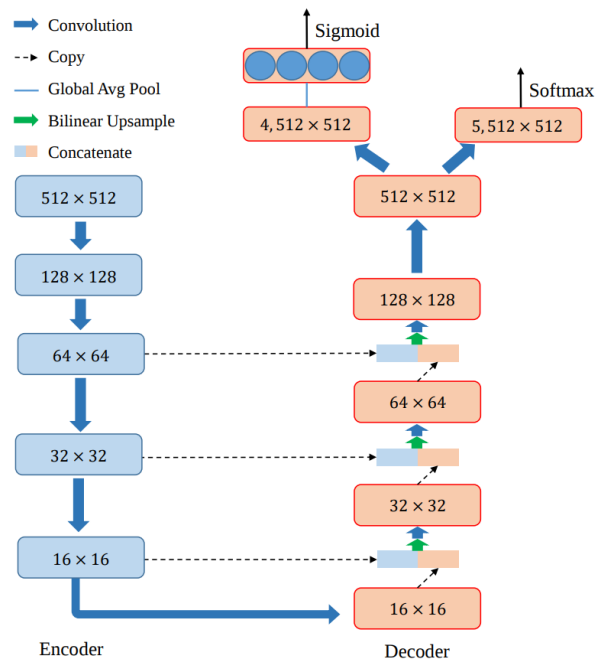 Convolution
Copy
Global Avg Pool
Bilinear Upsample
Concatenate
Sigmoid
Softmax
4, 512 × 512
5, 512 × 512
512 × 512
512 × 512
128 × 128
128 × 128
64 × 64
64 × 64
32 × 32
32 × 32
16 × 16
16 × 16
Encoder
Decoder